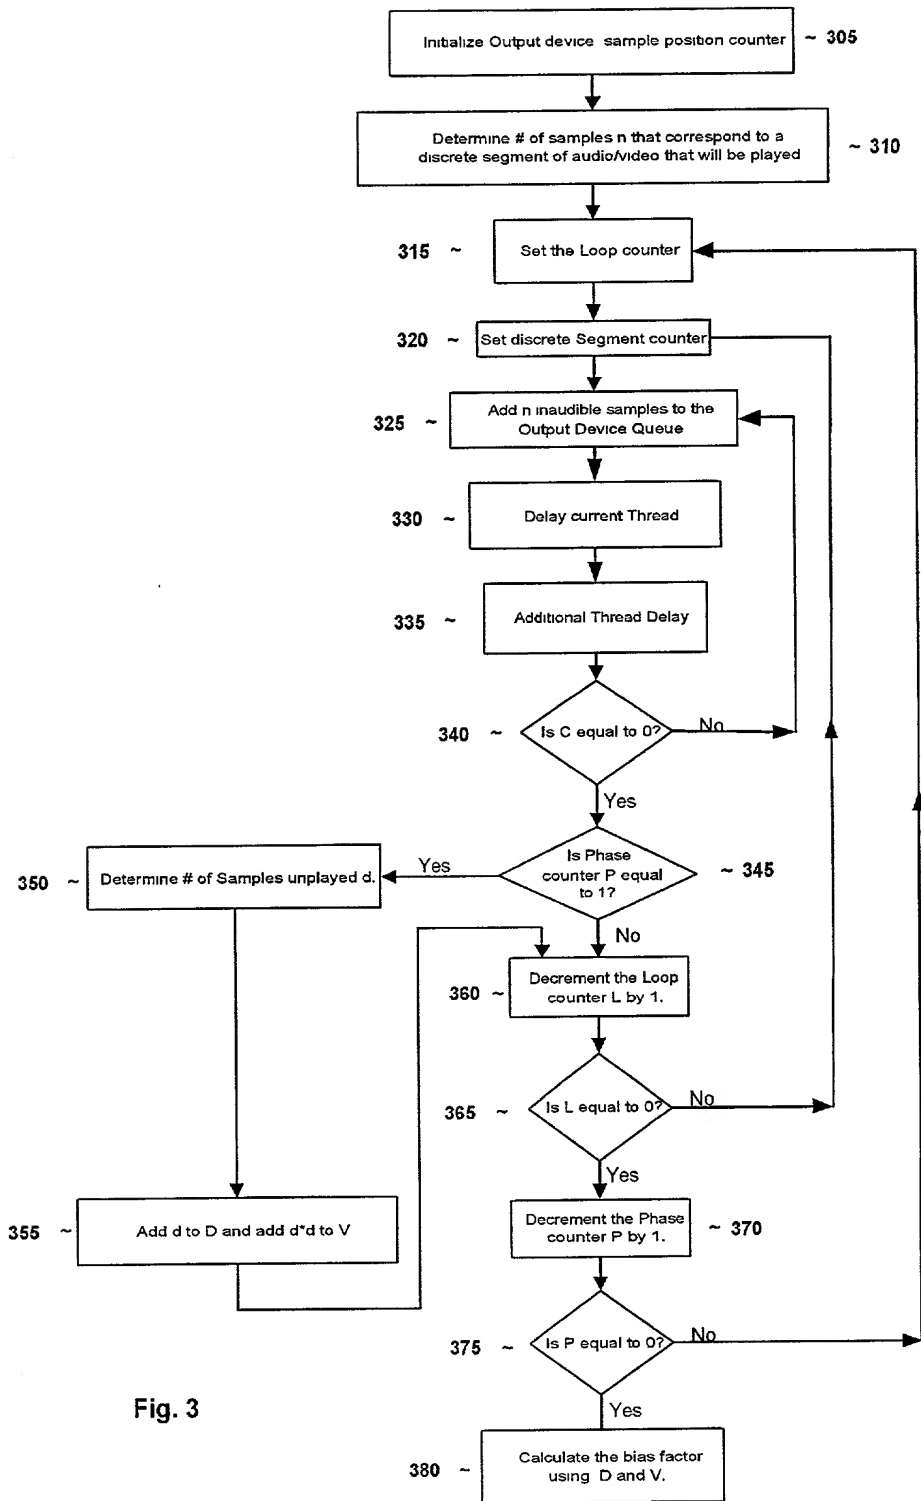 Initialize Output device sample position counter
~ 305
Determine # of samples n that correspond to a
discrete segment of audio/video that will be played
~ 310
315 ~
Set the Loop counter
320 ~
Set discrete Segment counter
325 ~
Add n inaudible samples to the
Output Device Queue
330 ~
Delay current Thread
335 ~
Additional Thread Delay
340 ~
Is C equal to 0?
No
Yes
Is Phase
counter P equal
to 1?
~ 345
Yes
350 ~
Determine # of Samples unplayed d.
No
360 ~
Decrement the Loop
counter L by 1.
365 ~
Is L equal to 0?
No
Yes
355 ~
Add d to D and add d*d to V
Decrement the Phase
counter P by 1.
~ 370
375 ~
Is P equal to 0?
No
Yes
Fig. 3
380 ~
Calculate the bias factor
using D and V.